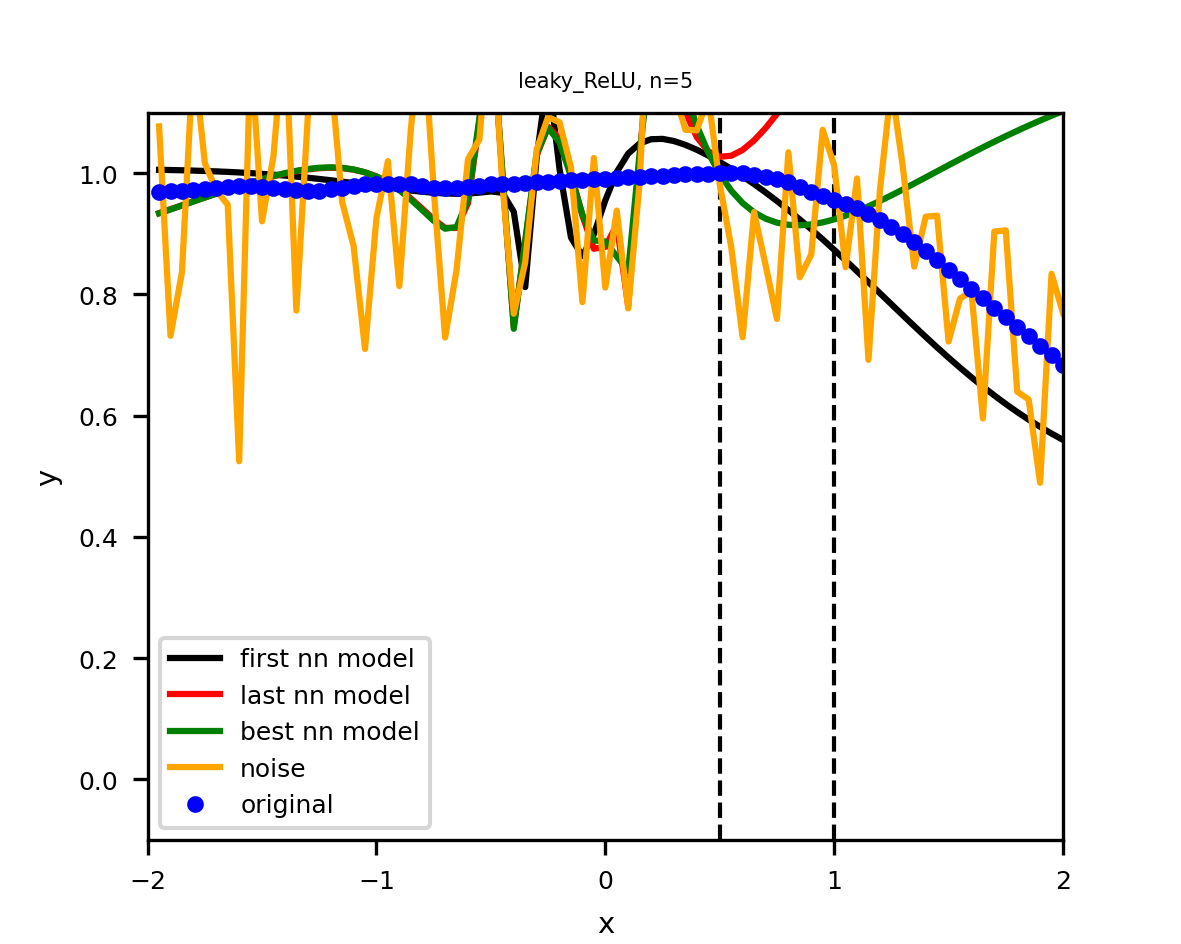 leaky_ReLU, n=5
y
1.0
0.8
0.6
0.4
0.2
0.0
first nn model
last nn model
best nn model
noise
original
−2
−1
0
1
2
x